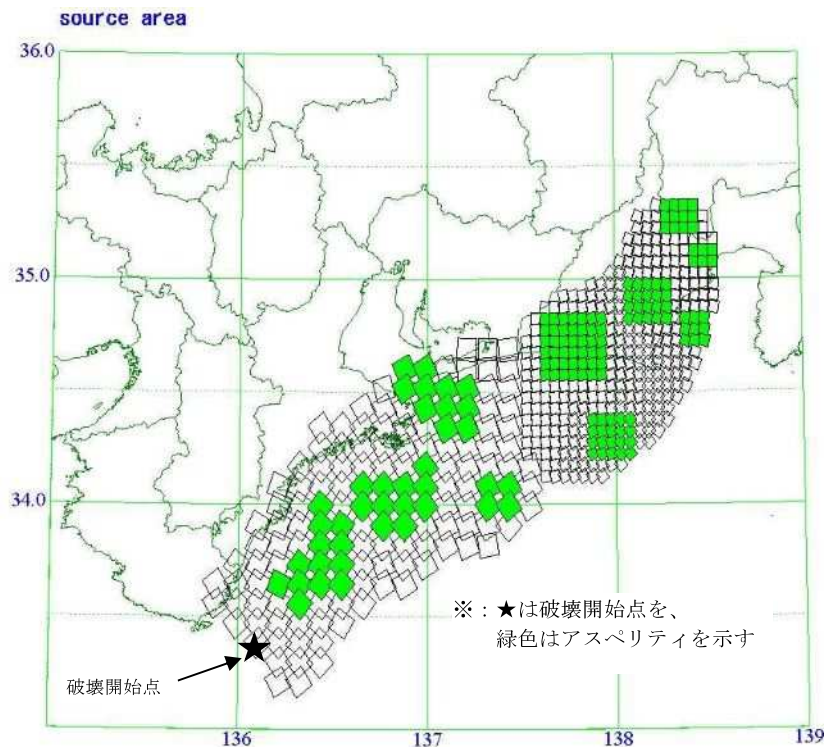 source area
36.0
35.0
34.0
※：★は破壊開始点を、
緑色はアスペリティを示す
破壊開始点
136
137
138
139